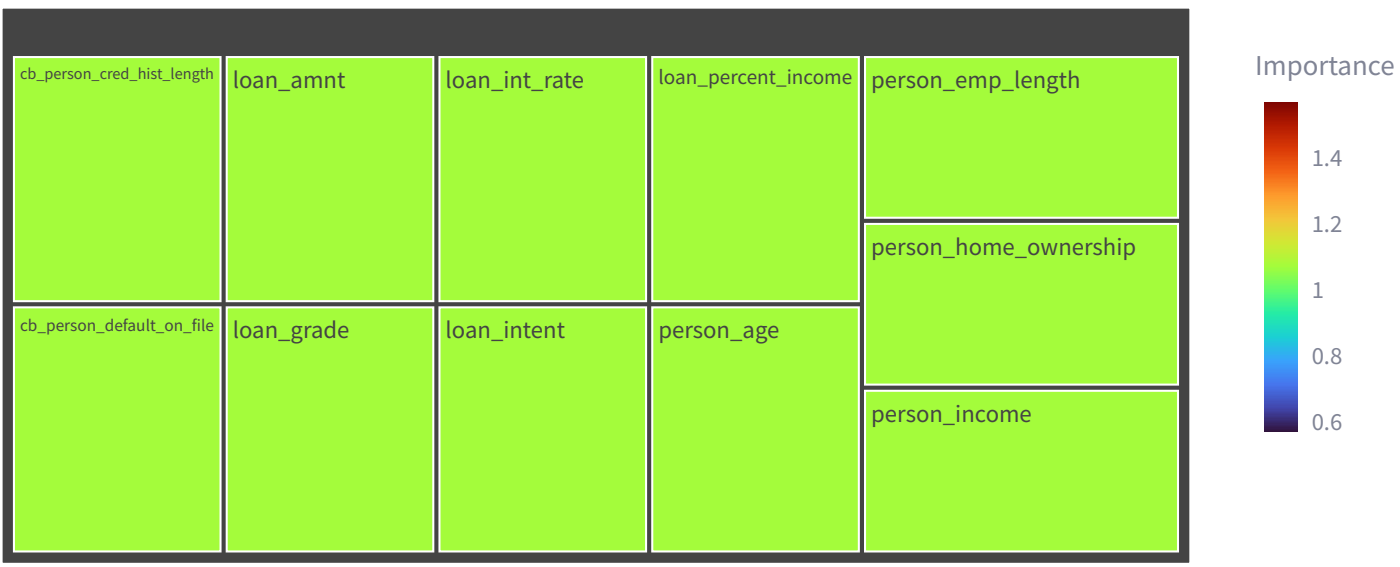 cb_person_cred_hist_length
loan_amnt
loan_int_rate
loan_percent_income
person_emp_length
person_home_ownership
cb_person_default_on_file
loan_grade
loan_intent
person_age
person_income
Importance
1.4
1.2
1
0.8
0.6